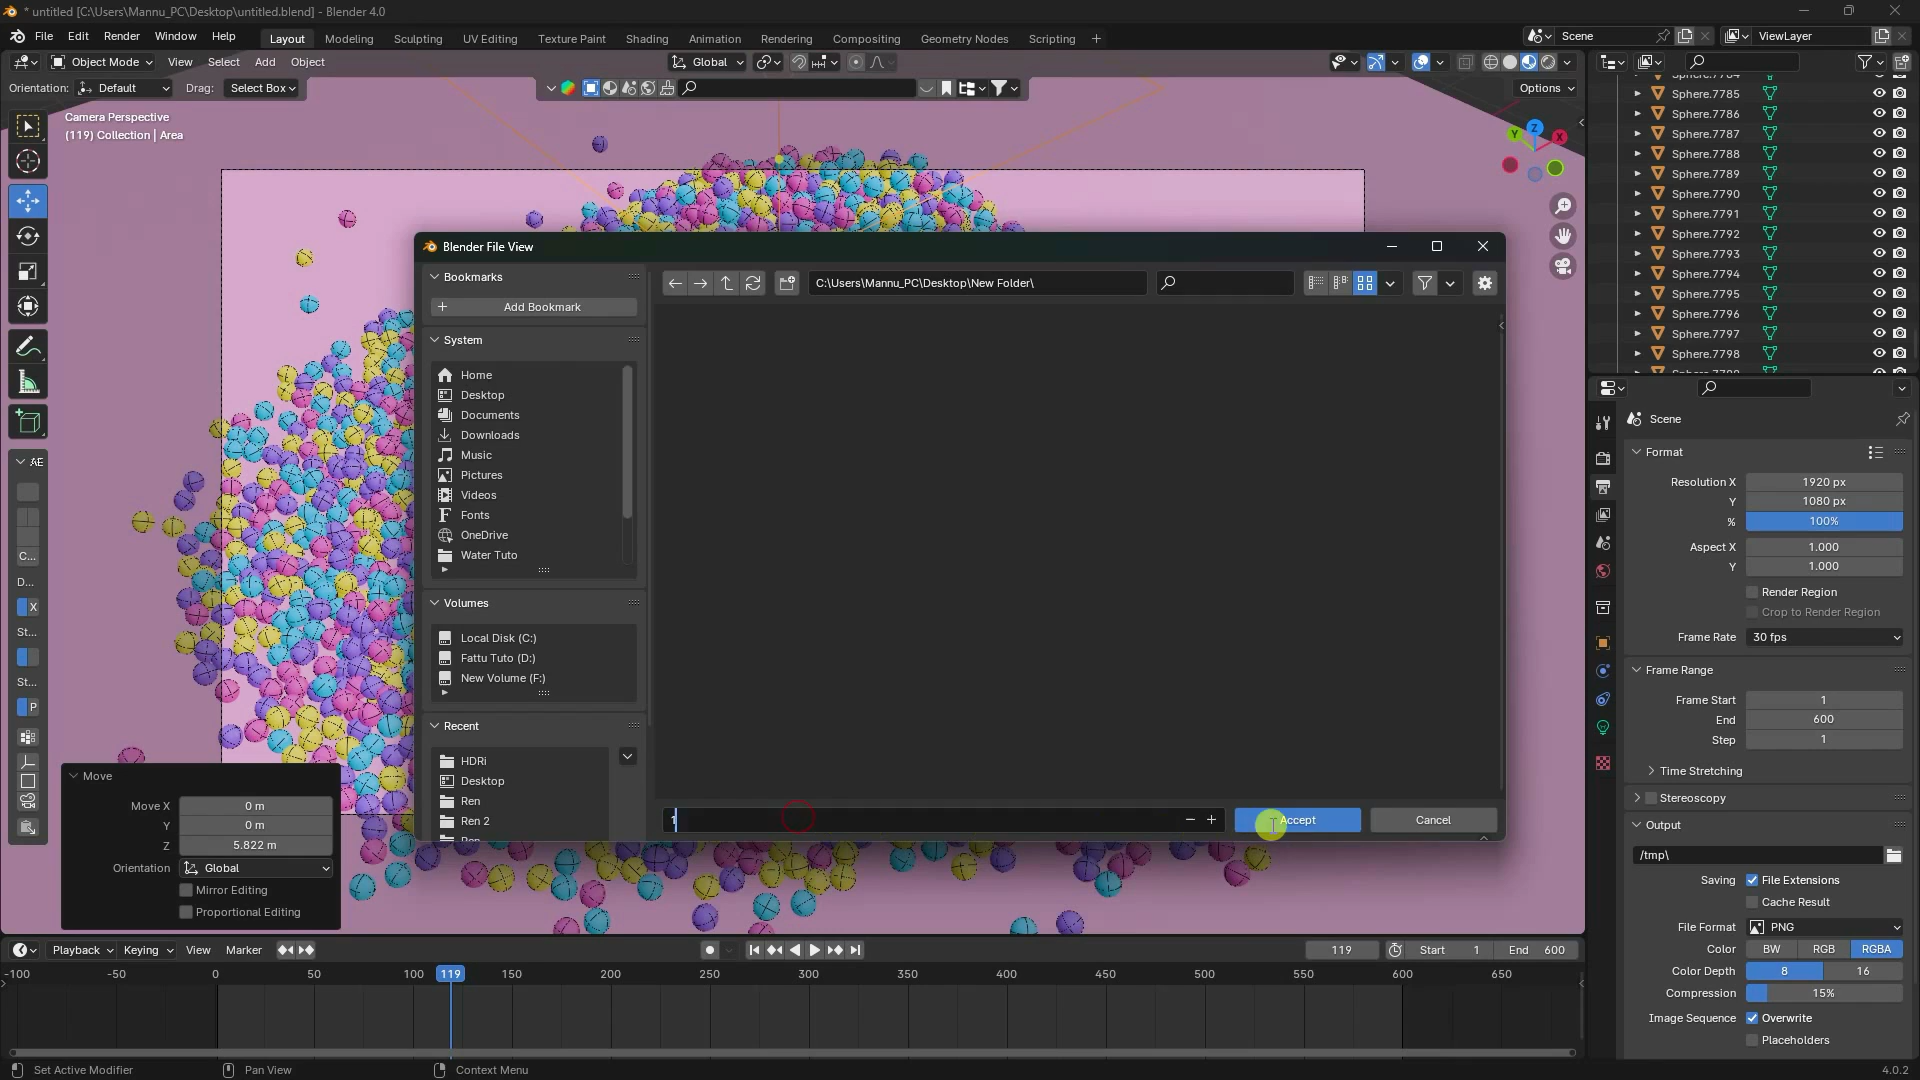 * untitled [C:\Users\Mannu_PC\Desktop\untitled.blend] - Blender 4.0
File Edit Render Window Help
Layout Modeling Sculpting UV Editing Texture Paint Shading Animation Rendering Compositing Geometry Nodes Scripting +
Scene
ViewLayer
Object Mode View Select Add Object
Global
Orientation: Default Drag: Select Box
Options
Camera Perspective
(119) Collection | Area
Z
Y
X
Sphere.7785
Sphere.7786
Sphere.7787
Sphere.7788
Sphere.7789
Sphere.7790
Sphere.7791
Sphere.7792
Sphere.7793
Sphere.7794
Sphere.7795
Sphere.7796
Sphere.7797
Sphere.7798
Blender File View
Bookmarks
+ Add Bookmark
C:\Users\Mannu_PC\Desktop\New Folder\
System
Home
Desktop
Documents
Downloads
Music
Pictures
Videos
Fonts
OneDrive
Water Tuto
Volumes
Local Disk (C:)
Fattu Tuto (D:)
New Volume (F:)
Recent
HDRi
Desktop
Ren
Ren 2
1
Accept
Cancel
AE
C...
D...
X
St...
St...
P
Move
Move X 0 m
Y 0 m
Z 5.822 m
Orientation Global
Mirror Editing
Proportional Editing
Scene
Format
Resolution X 1920 px
Y 1080 px
% 100%
Aspect X 1.000
Y 1.000
Render Region
Crop to Render Region
Frame Rate 30 fps
Frame Range
Frame Start 1
End 600
Step 1
Time Stretching
Stereoscopy
Output
/tmp\
Saving File Extensions
Cache Result
File Format PNG
Color BW RGB RGBA
Color Depth 8 16
Compression 15%
Image Sequence Overwrite
Placeholders
Playback Keying View Marker
119 Start 1 End 600
-100 -50 0 50 100 119 150 200 250 300 350 400 450 500 550 600 650
Set Active Modifier
Pan View
Context Menu
4.0.2